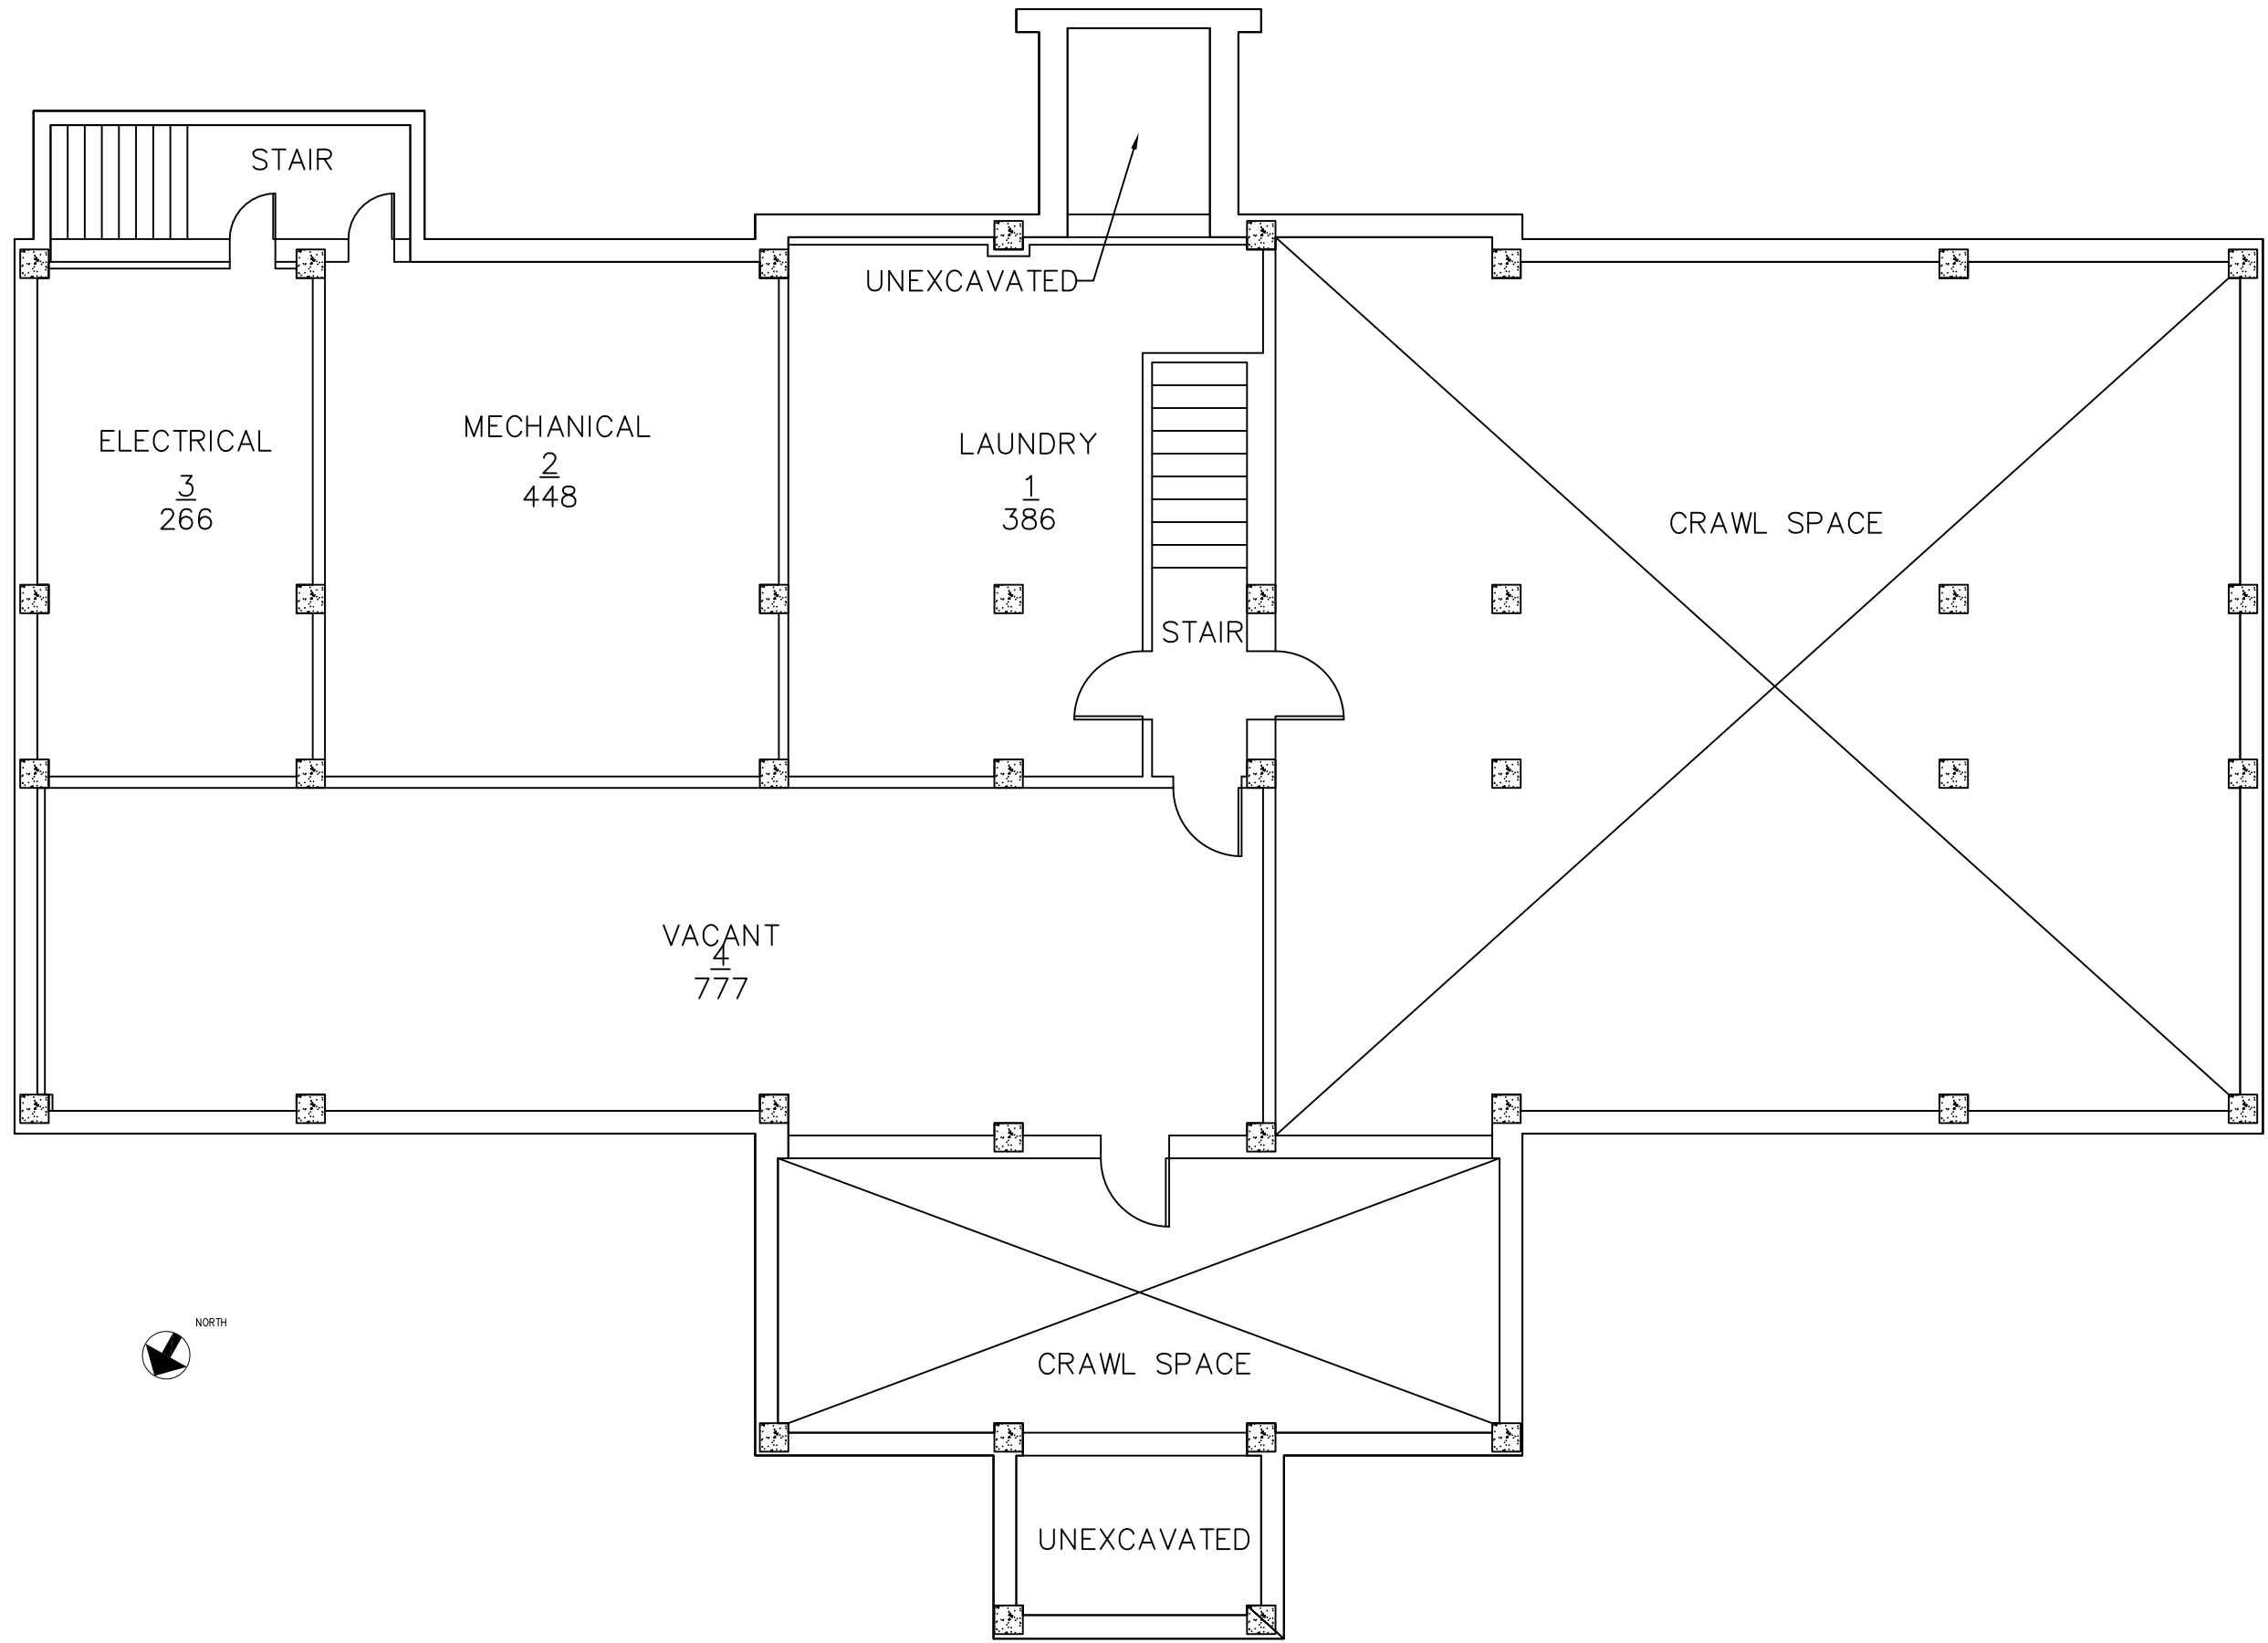 STAIR
UNEXCAVATED
ELECTRICAL
3
266
MECHANICAL
2
448
LAUNDRY
1
386
CRAWL SPACE
STAIR
VACANT
4
777
NORTH
CRAWL SPACE
UNEXCAVATED